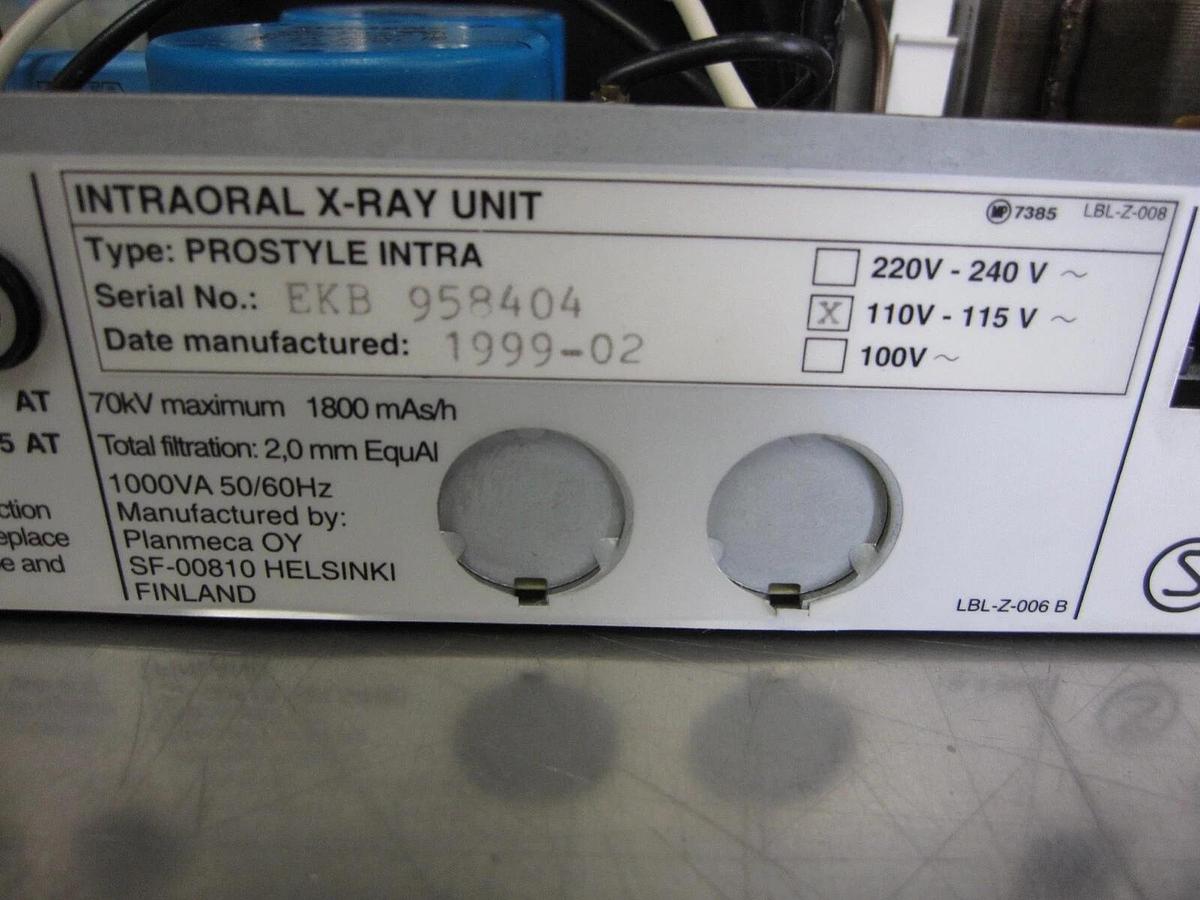 INTRAORAL X-RAY UNIT
MP 7385 LBL-Z-008
Type: PROSTYLE INTRA
Serial No.: EKB 958404
Date manufactured: 1999-02
220V - 240 V ~
X 110V - 115 V ~
100V ~
AT
5 AT
ction
eplace
e and
70kV maximum 1800 mAs/h
Total filtration: 2,0 mm EquAl
1000VA 50/60Hz
Manufactured by:
Planmeca OY
SF-00810 HELSINKI
FINLAND
LBL-Z-006 B
S